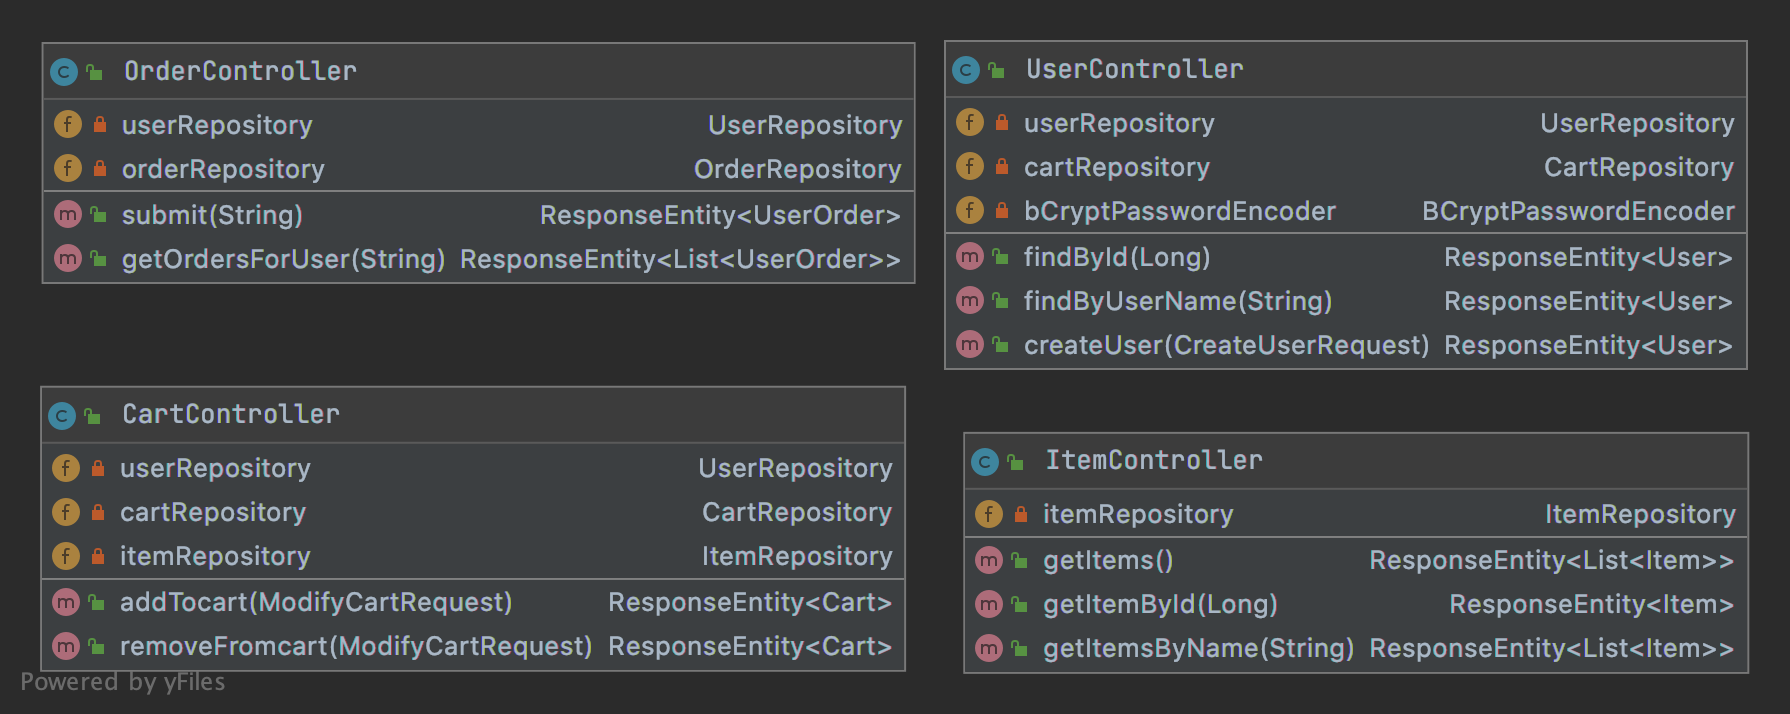 OrderController
userRepository UserRepository
orderRepository OrderRepository
submit(String) ResponseEntity<UserOrder>
getOrdersForUser(String) ResponseEntity<List<UserOrder>>
UserController
userRepository UserRepository
cartRepository CartRepository
bCryptPasswordEncoder BCryptPasswordEncoder
findById(Long) ResponseEntity<User>
findByUserName(String) ResponseEntity<User>
createUser(CreateUserRequest) ResponseEntity<User>
CartController
userRepository UserRepository
cartRepository CartRepository
itemRepository ItemRepository
addTocart(ModifyCartRequest) ResponseEntity<Cart>
removeFromcart(ModifyCartRequest) ResponseEntity<Cart>
ItemController
itemRepository ItemRepository
getItems() ResponseEntity<List<Item>>
getItemById(Long) ResponseEntity<Item>
getItemsByName(String) ResponseEntity<List<Item>>
Powered by yFiles